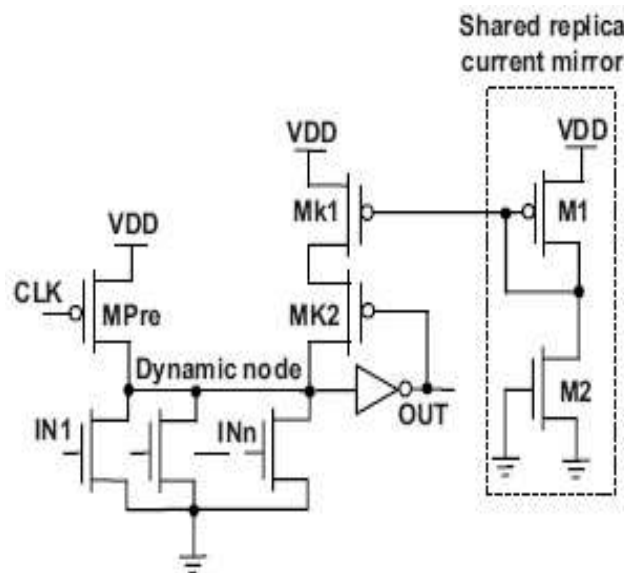 Shared replica
current mirror
VDD
VDD
Mk1
M1
VDD
CLK
MPre
MK2
Dynamic node
M2
IN1
INn
OUT